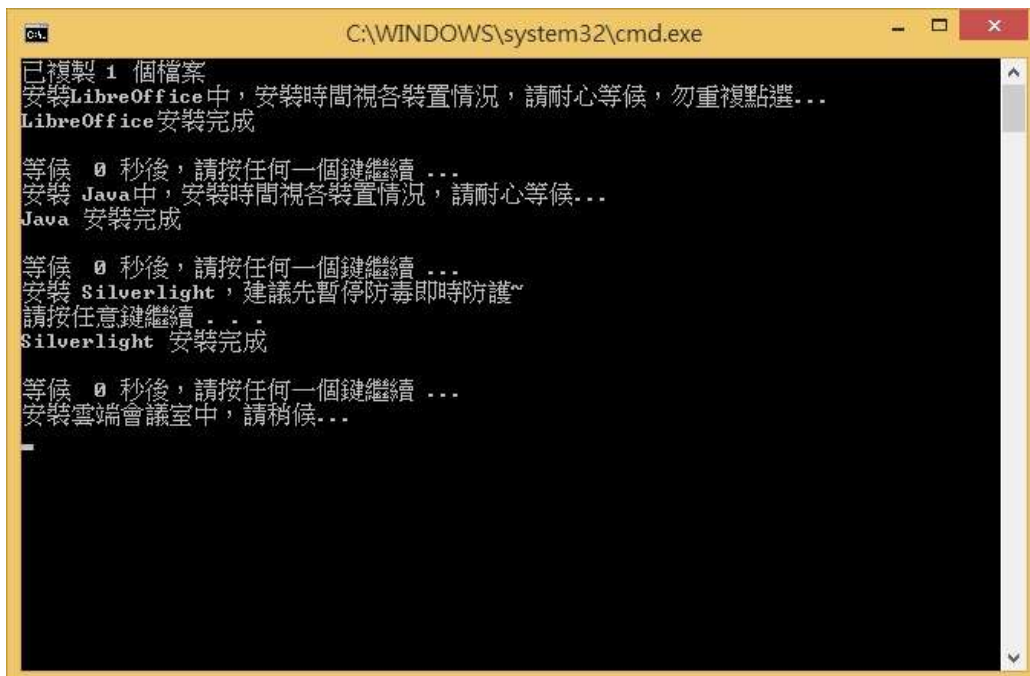 C:\WINDOWS\system32\cmd.exe
已複製 1 個檔案
安裝LibreOffice中，安裝時間視各裝置情況，請耐心等候，勿重複點選...
LibreOffice安裝完成
等候 0 秒後，請按任何一個鍵繼續 ...
安裝 Java中，安裝時間視各裝置情況，請耐心等候...
Java 安裝完成
等候 0 秒後，請按任何一個鍵繼續 ...
安裝 Silverlight，建議先暫停防毒即時防護~
請按任意鍵繼續 . . .
Silverlight 安裝完成
等候 0 秒後，請按任何一個鍵繼續 ...
安裝雲端會議室中，請稍候...